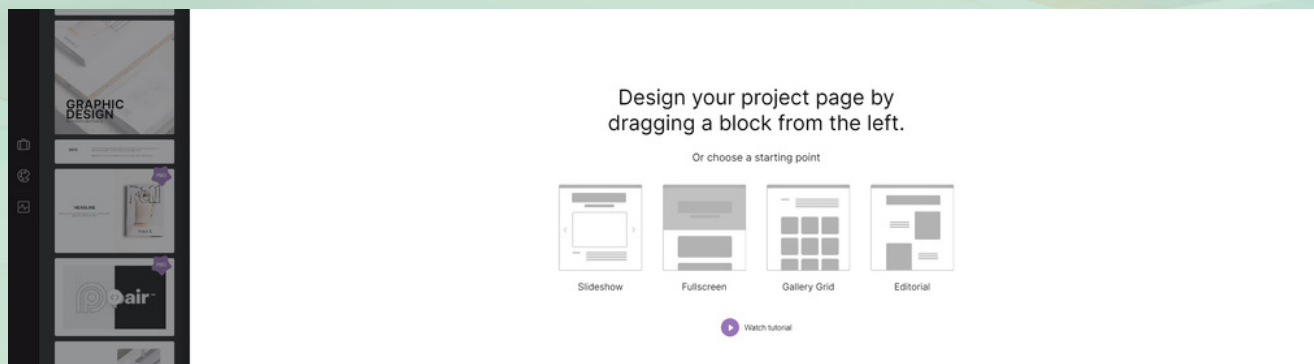 GRAPHIC
DESIGN
HEADLINE
PRO
PRO
air
Design your project page by
dragging a block from the left.
Or choose a starting point
Slideshow
Fullscreen
Gallery Grid
Editorial
Watch tutorial